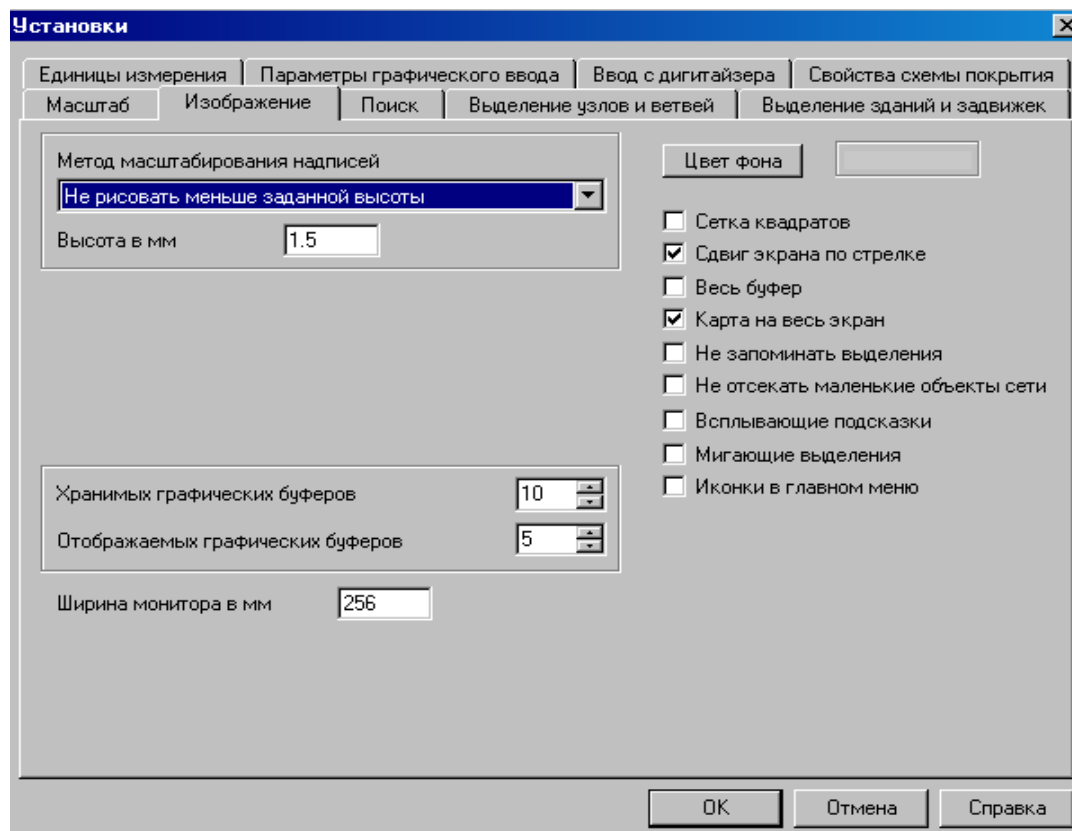 Установки
Единицы измерения
Параметры графического ввода
Ввод с дигитайзера
Свойства схемы покрытия
Масштаб
Изображение
Поиск
Выделение узлов и ветвей
Выделение зданий и задвижек
Метод масштабирования надписей
Не рисовать меньше заданной высоты
Высота в мм
1.5
Хранимых графических буферов
10
Отображаемых графических буферов
5
Ширина монитора в мм
256
Цвет фона
Сетка квадратов
Сдвиг экрана по стрелке
Весь буфер
Карта на весь экран
Не запоминать выделения
Не отсекать маленькие объекты сети
Всплывающие подсказки
Мигающие выделения
Иконки в главном меню
OK
Отмена
Справка